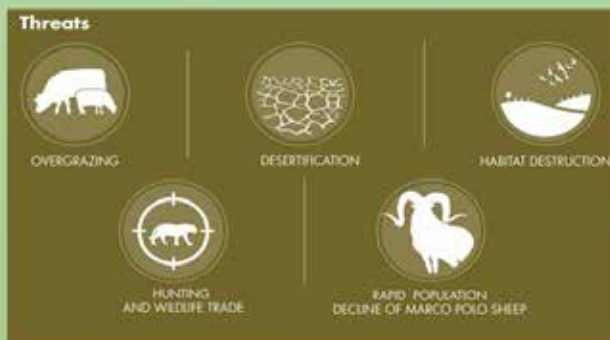 Threats
OVERGRAZING
DESERTIFICATION
HABITAT DESTRUCTION
HUNTING
AND WILDLIFE TRADE
RAPID POPULATION
DECLINE OF MARCO POLO SHEEP